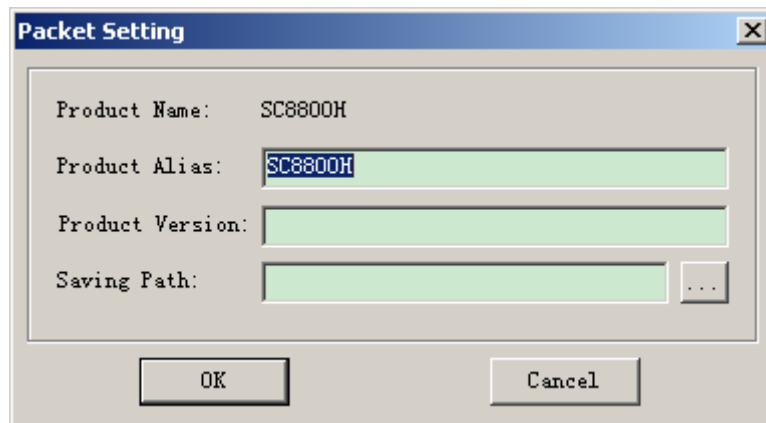 Packet Setting
Product Name: SC8800H
Product Alias: SC8800H
Product Version:
Saving Path: ...
OK Cancel